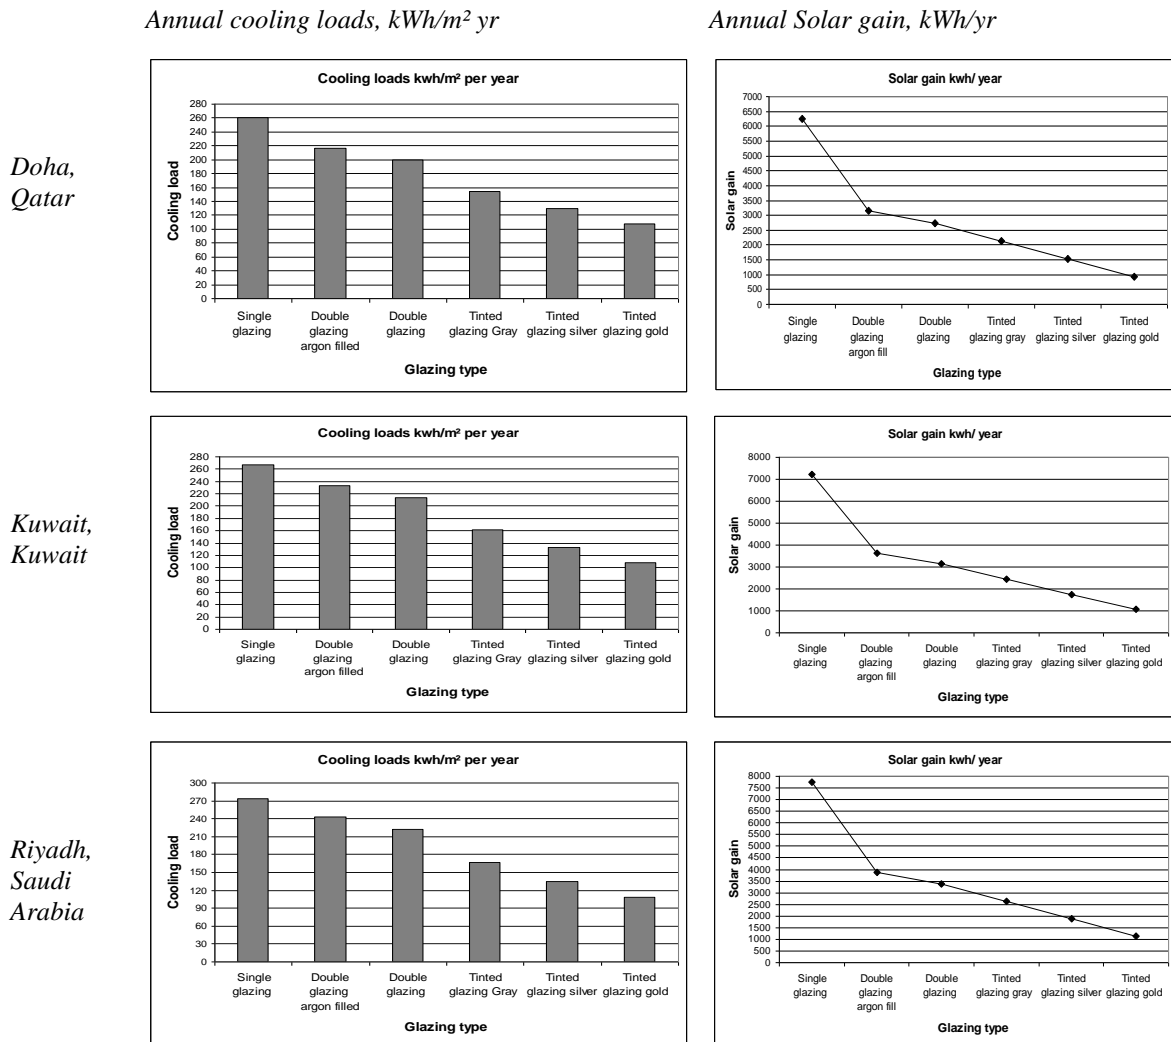 Annual cooling loads, kWh/m² yr
Annual Solar gain, kWh/yr
Doha,
Qatar
Cooling loads kwh/m² per year
Cooling load
280
260
240
220
200
180
160
140
120
100
80
60
40
20
0
Single
glazing
Double
glazing
argon filled
Double
glazing
Tinted
glazing Gray
Tinted
glazing silver
Tinted
glazing gold
Glazing type
Solar gain kwh/ year
Solar gain
7000
6500
6000
5500
5000
4500
4000
3500
3000
2500
2000
1500
1000
500
0
Single
glazing
Double
glazing
argon fill
Double
glazing
Tinted
glazing gray
Tinted
glazing silver
Tinted
glazing gold
Glazing type
Kuwait,
Kuwait
Cooling loads kwh/m² per year
Cooling load
280
260
240
220
200
180
160
140
120
100
80
60
40
20
0
Single
glazing
Double
glazing
argon filled
Double
glazing
Tinted
glazing Gray
Tinted
glazing silver
Tinted
glazing gold
Glazing type
Solar gain kwh/ year
Solar gain
8000
7000
6000
5000
4000
3000
2000
1000
0
Single
glazing
Double
glazing
argon fill
Double
glazing
Tinted
glazing gray
Tinted
glazing silver
Tinted
glazing gold
Glazing type
Riyadh,
Saudi
Arabia
Cooling loads kwh/m² per year
Cooling load
300
270
240
210
180
150
120
90
60
30
0
Single
glazing
Double
glazing
argon filled
Double
glazing
Tinted
glazing Gray
Tinted
glazing silver
Tinted
glazing gold
Glazing type
Solar gain kwh/ year
Solar gain
8000
7500
7000
6500
6000
5500
5000
4500
4000
3500
3000
2500
2000
1500
1000
500
0
Single
glazing
Double
glazing
argon fill
Double
glazing
Tinted
glazing gray
Tinted
glazing silver
Tinted
glazing gold
Glazing type